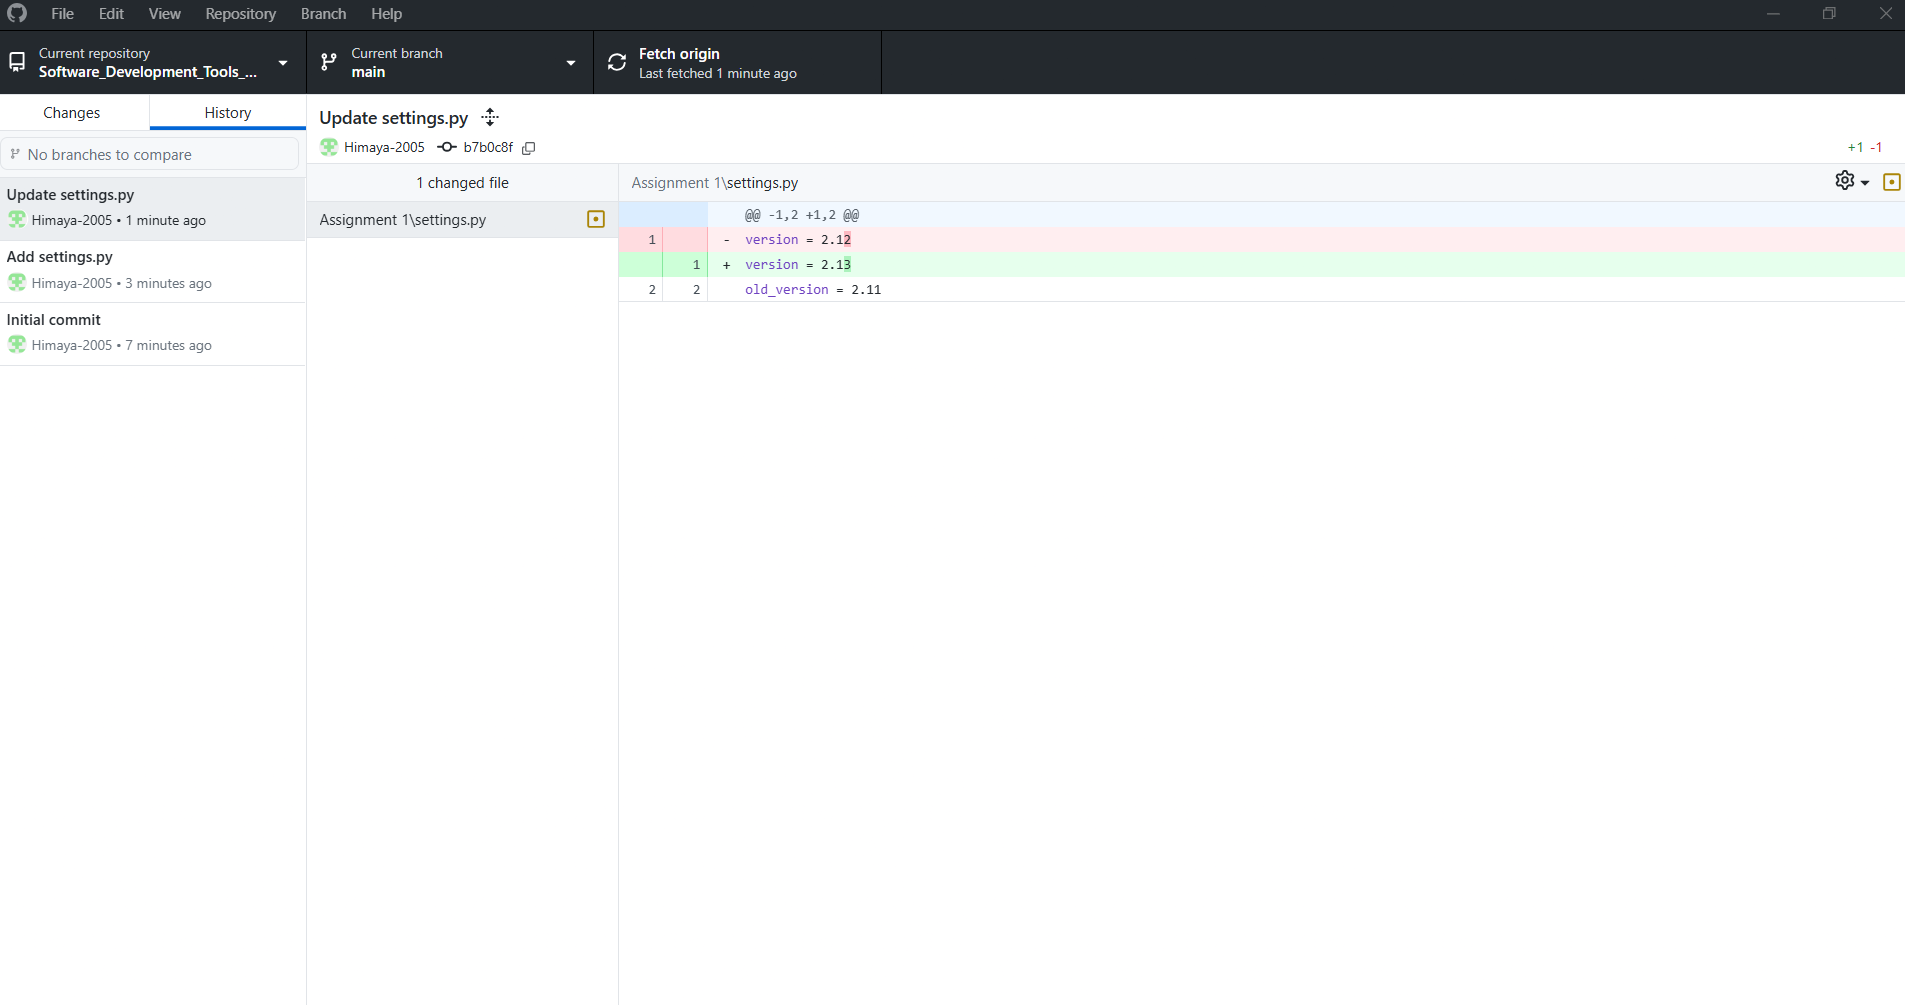 File Edit View Repository Branch Help
Current repository
Software_Development_Tools_...
Current branch
main
Fetch origin
Last fetched 1 minute ago
Changes
History
No branches to compare
Update settings.py
Himaya-2005 • 1 minute ago
Add settings.py
Himaya-2005 • 3 minutes ago
Initial commit
Himaya-2005 • 7 minutes ago
Update settings.py
Himaya-2005 b7b0c8f
+1 -1
1 changed file
Assignment 1\settings.py
Assignment 1\settings.py
@@ -1,2 +1,2 @@
1 - version = 2.12
1 + version = 2.13
2 2 old_version = 2.11